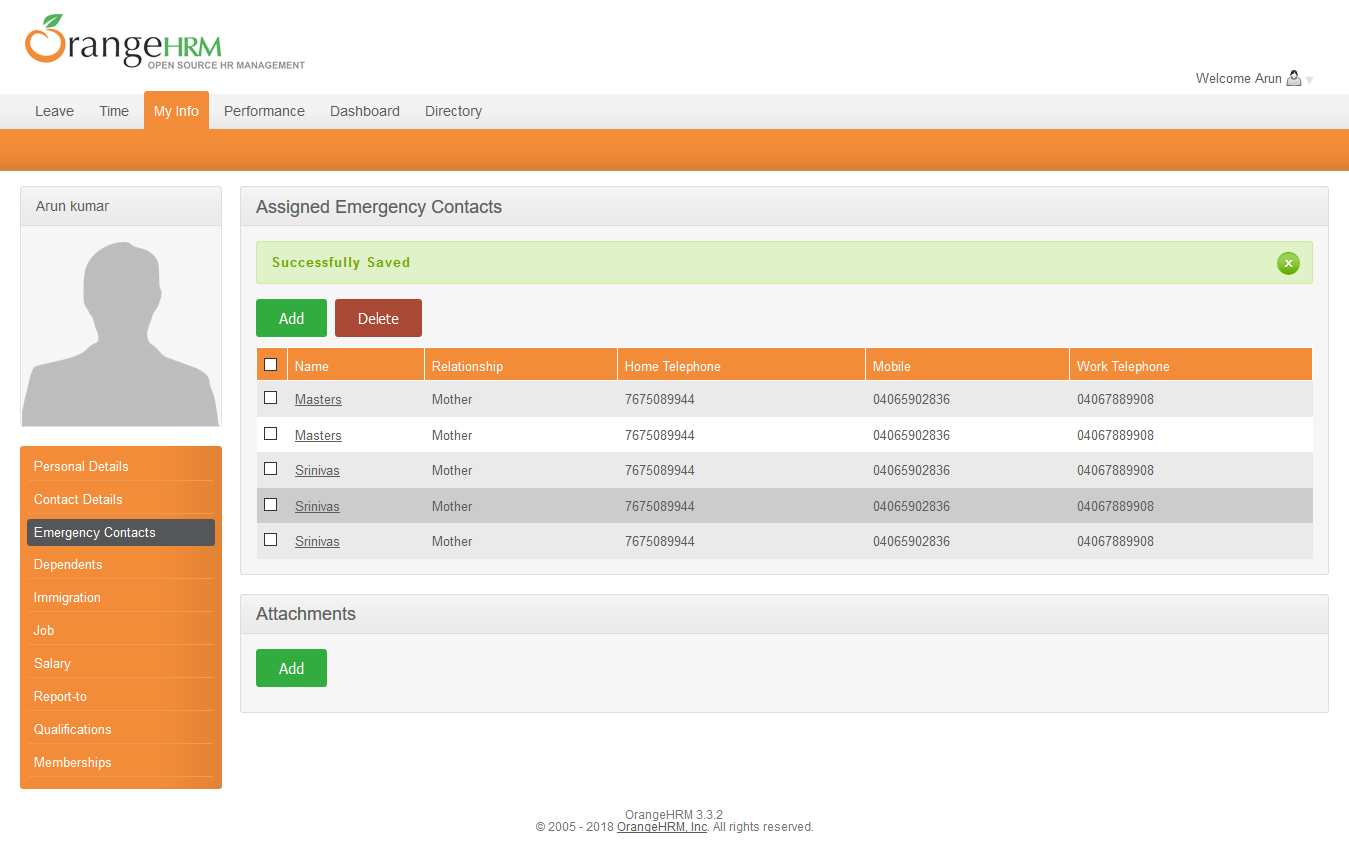 OrangeHRM
OPEN SOURCE HR MANAGEMENT
Welcome Arun
Leave Time My Info Performance Dashboard Directory
Arun kumar
Personal Details
Contact Details
Emergency Contacts
Dependents
Immigration
Job
Salary
Report-to
Qualifications
Memberships
Assigned Emergency Contacts
Successfully Saved x
Add Delete
Name Relationship Home Telephone Mobile Work Telephone
Masters Mother 7675089944 04065902836 04067889908
Masters Mother 7675089944 04065902836 04067889908
Srinivas Mother 7675089944 04065902836 04067889908
Srinivas Mother 7675089944 04065902836 04067889908
Srinivas Mother 7675089944 04065902836 04067889908
Attachments
Add
OrangeHRM 3.3.2
© 2005 - 2018 OrangeHRM, Inc. All rights reserved.